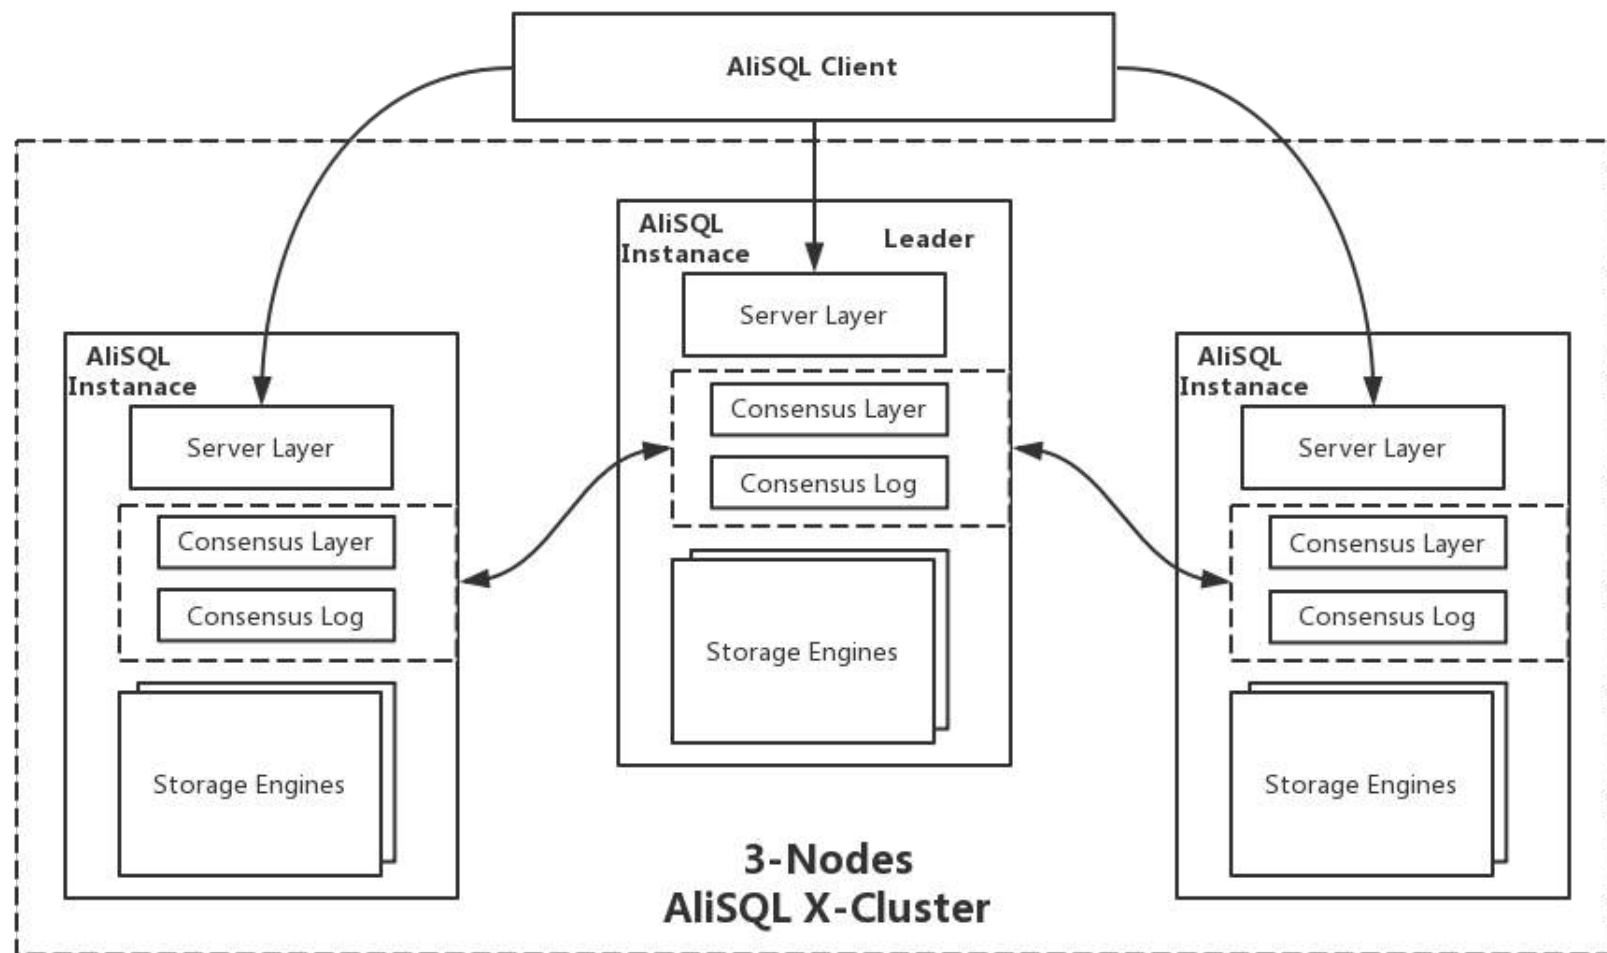 AliSQL Client
AliSQL
Instanace
Leader
Server Layer
Consensus Layer
Consensus Log
Storage Engines
AliSQL
Instanace
Server Layer
Consensus Layer
Consensus Log
Storage Engines
AliSQL
Instanace
Server Layer
Consensus Layer
Consensus Log
Storage Engines
3-Nodes
AliSQL X-Cluster